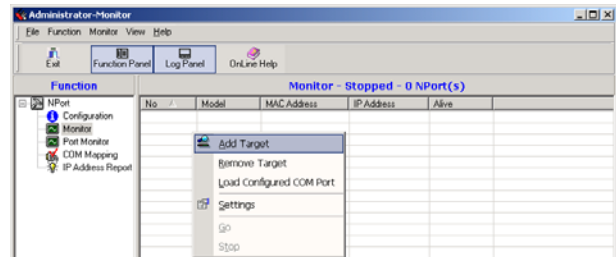 Administrator-Monitor
File Function Monitor View Help
Exit Function Panel Log Panel OnLine Help
Function Monitor - Stopped - 0 NPort(s)
NPort No Model MAC Address IP Address Alive
Configuration
Monitor
Port Monitor
COM Mapping
IP Address Report
Add Target
Remove Target
Load Configured COM Port
Settings
Go
Stop